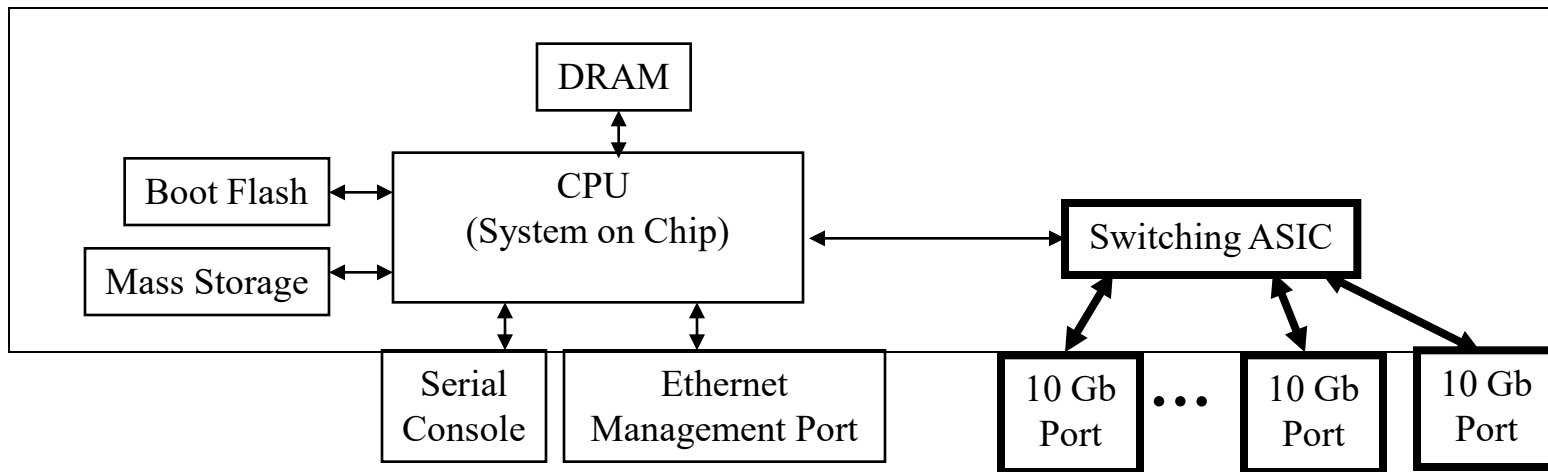 DRAM
Boot Flash
CPU
(System on Chip)
Switching ASIC
Mass Storage
Serial
Console
Ethernet
Management Port
10 Gb
Port
...
10 Gb
Port
10 Gb
Port